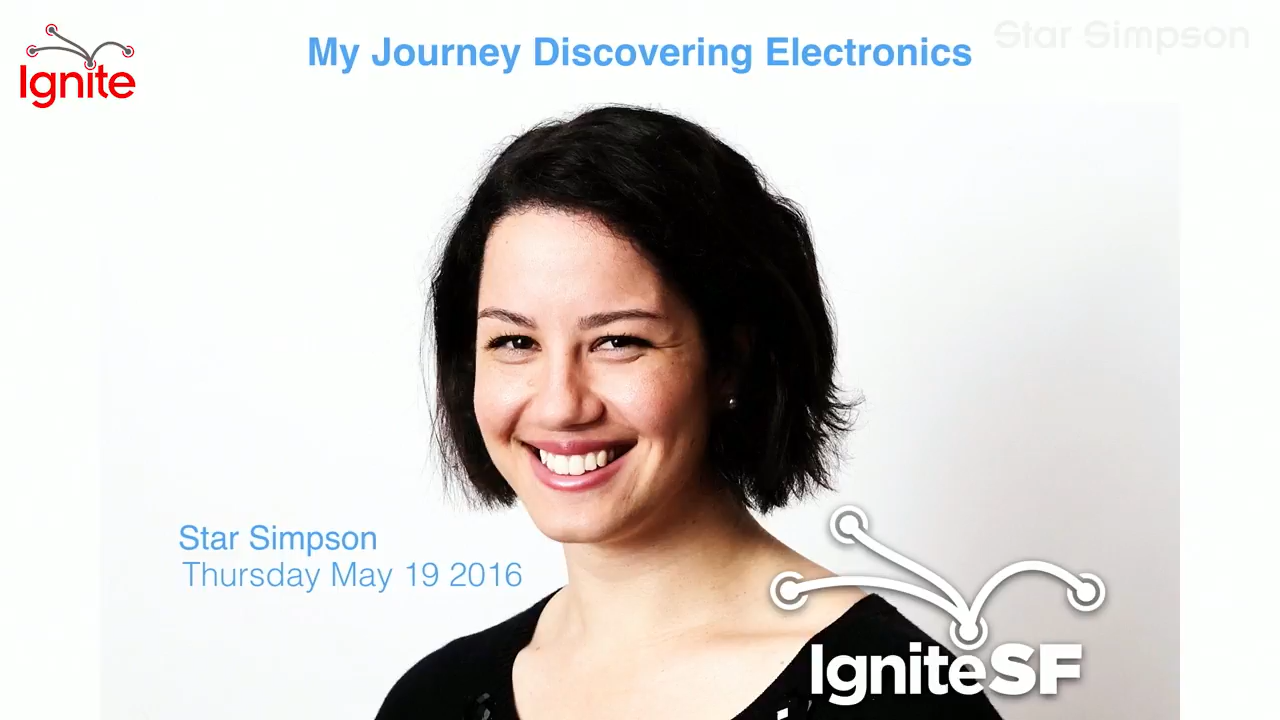 Ignite
My Journey Discovering Electronics
Star Simpson
Star Simpson
Thursday May 19 2016
IgniteSF